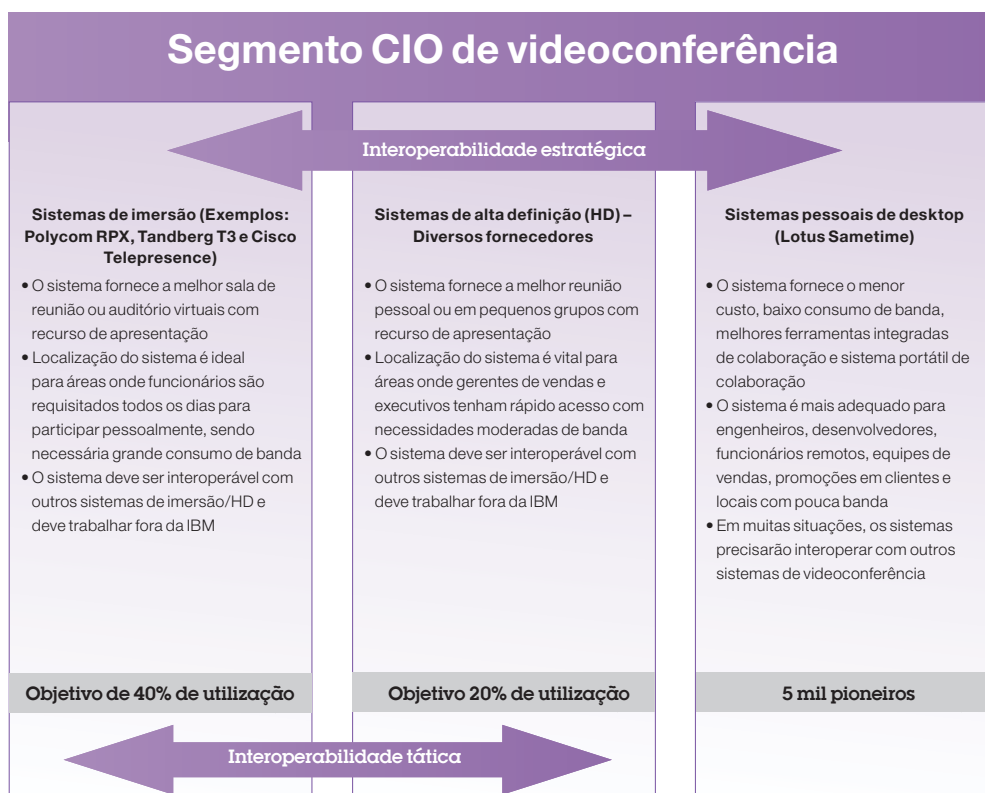 Segmento CIO de videoconferência
Interoperabilidade estratégica
Sistemas de imersão (Exemplos:
Polycom RPX, Tandberg T3 e Cisco
Telepresence)
• O sistema fornece a melhor sala de
reunião ou auditório virtuais com
recurso de apresentação
• Localização do sistema é ideal
para áreas onde funcionários são
requisitados todos os dias para
participar pessoalmente, sendo
necessária grande consumo de banda
• O sistema deve ser interoperável com
outros sistemas de imersão/HD e
deve trabalhar fora da IBM
Objetivo de 40% de utilização
Sistemas de alta definição (HD) –
Diversos fornecedores
• O sistema fornece a melhor reunião
pessoal ou em pequenos grupos com
recurso de apresentação
• Localização do sistema é vital para
áreas onde gerentes de vendas e
executivos tenham rápido acesso com
necessidades moderadas de banda
• O sistema deve ser interoperável com
outros sistemas de imersão/HD e
deve trabalhar fora da IBM
Objetivo 20% de utilização
Sistemas pessoais de desktop
(Lotus Sametime)
• O sistema fornece o menor
custo, baixo consumo de banda,
melhores ferramentas integradas
de colaboração e sistema portátil de
colaboração
• O sistema é mais adequado para
engenheiros, desenvolvedores,
funcionários remotos, equipes de
vendas, promoções em clientes e
locais com pouca banda
• Em muitas situações, os sistemas
precisarão interoperar com outros
sistemas de videoconferência
5 mil pioneiros
Interoperabilidade tática